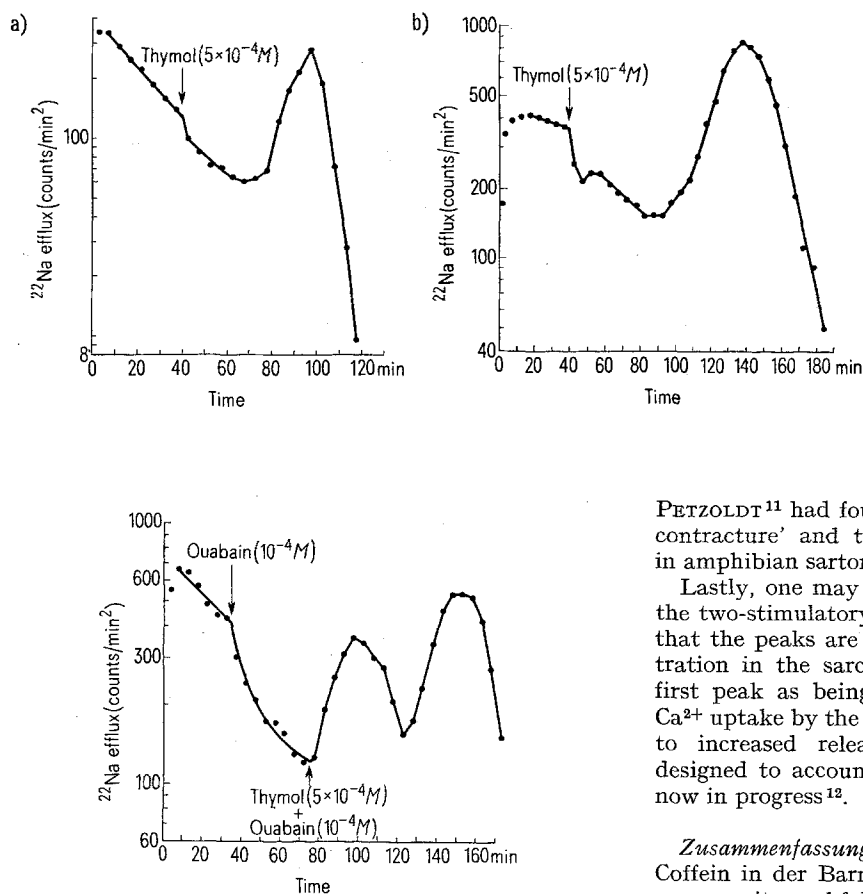 a)
Thymol (5×10⁻⁴M)
100
8
²²Na efflux (counts/min²)
0 20 40 60 80 100 120 min
Time
b)
1000
500
200
100
40
Thymol (5×10⁻⁴M)
²²Na efflux (counts/min²)
0 20 40 60 80 100 120 140 160 180 min
Time
1000
600
300
100
60
Ouabain (10⁻⁴M)
²²Na efflux (counts/min²)
Thymol (5×10⁻⁴M)
+
Ouabain (10⁻⁴M)
0 20 40 60 80 100 120 140 160 min
Time
PETZOLDT¹¹ had fou
contracture' and t
in amphibian sartor
Lastly, one may
the two-stimulatory
that the peaks are
tration in the sarc
first peak as being
Ca²⁺ uptake by the
to increased relea
designed to accoun
now in progress¹².
Zusammenfassung
Coffein in der Barr